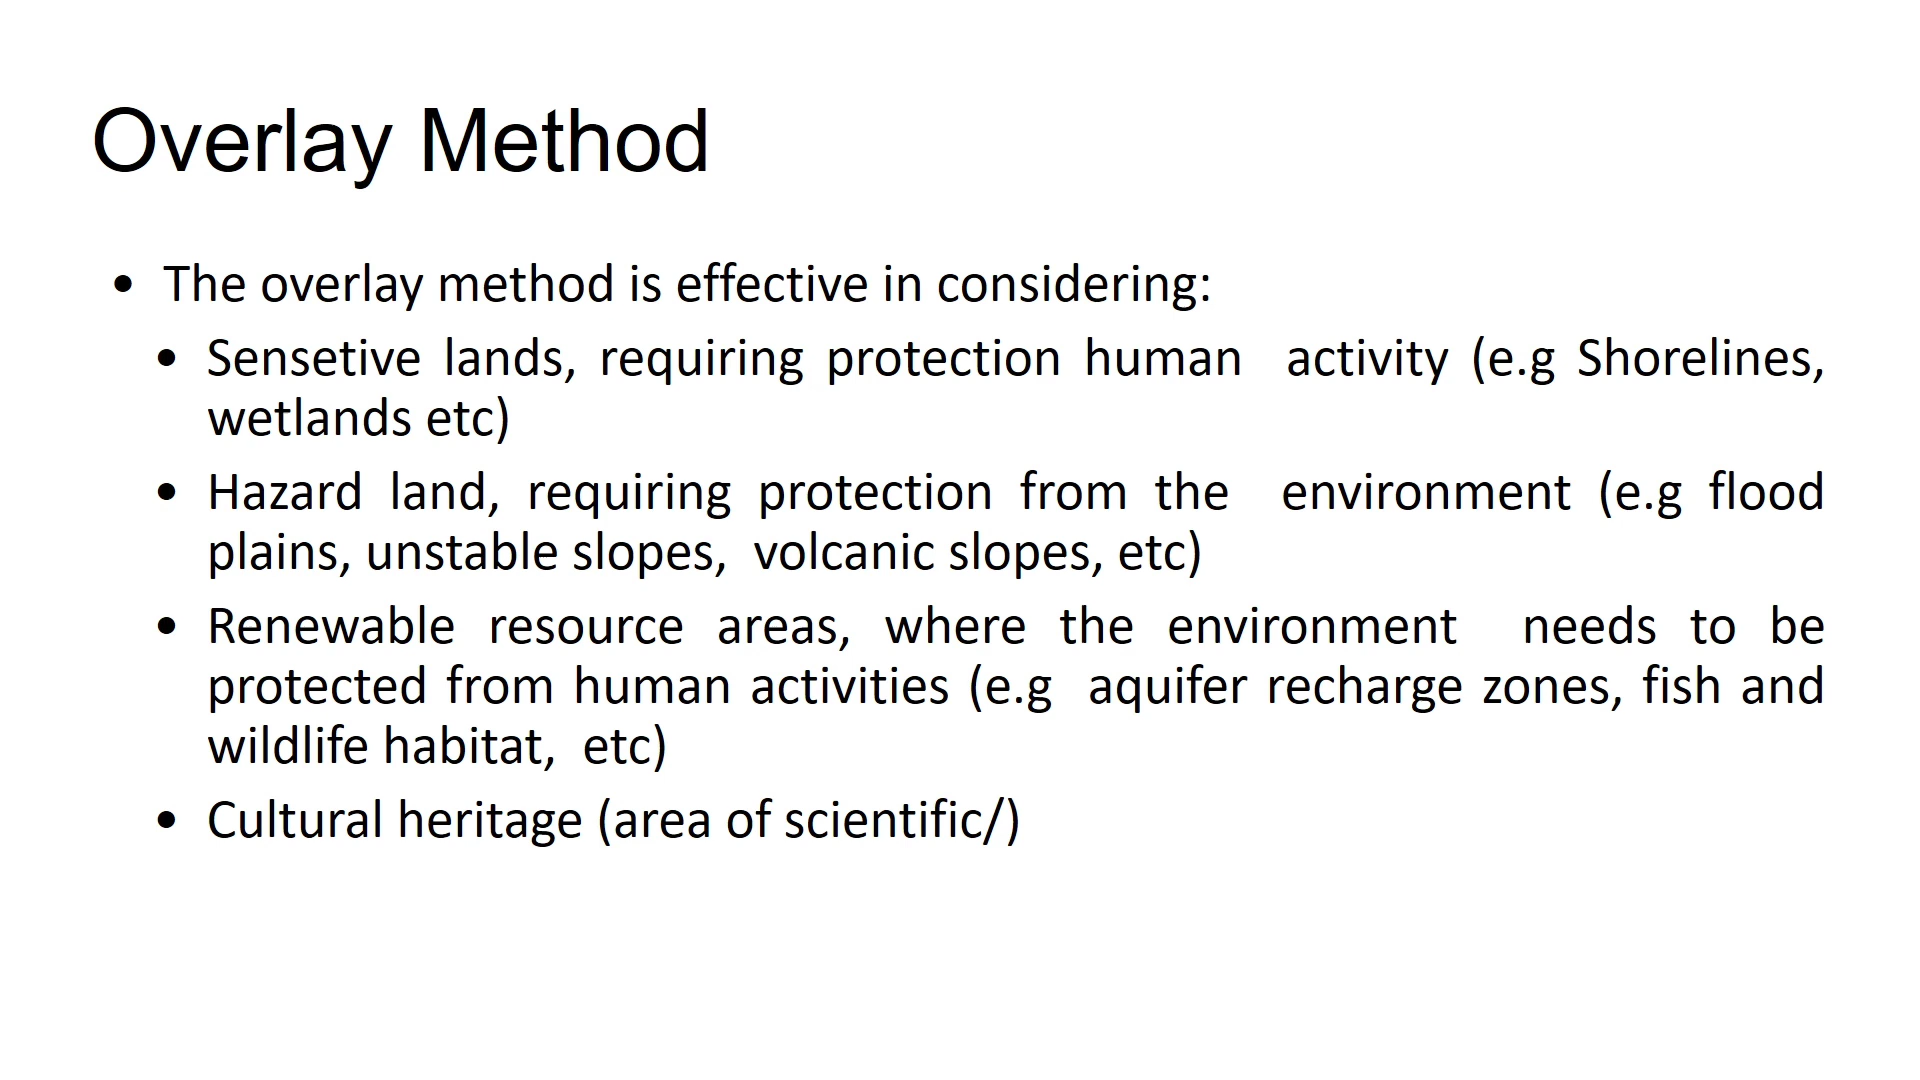 Overlay Method
• The overlay method is effective in considering:
• Sensetive lands, requiring protection human activity (e.g Shorelines,
wetlands etc)
• Hazard land, requiring protection from the environment (e.g flood
plains, unstable slopes, volcanic slopes, etc)
• Renewable resource areas, where the environment needs to be
protected from human activities (e.g aquifer recharge zones, fish and
wildlife habitat, etc)
• Cultural heritage (area of scientific/)